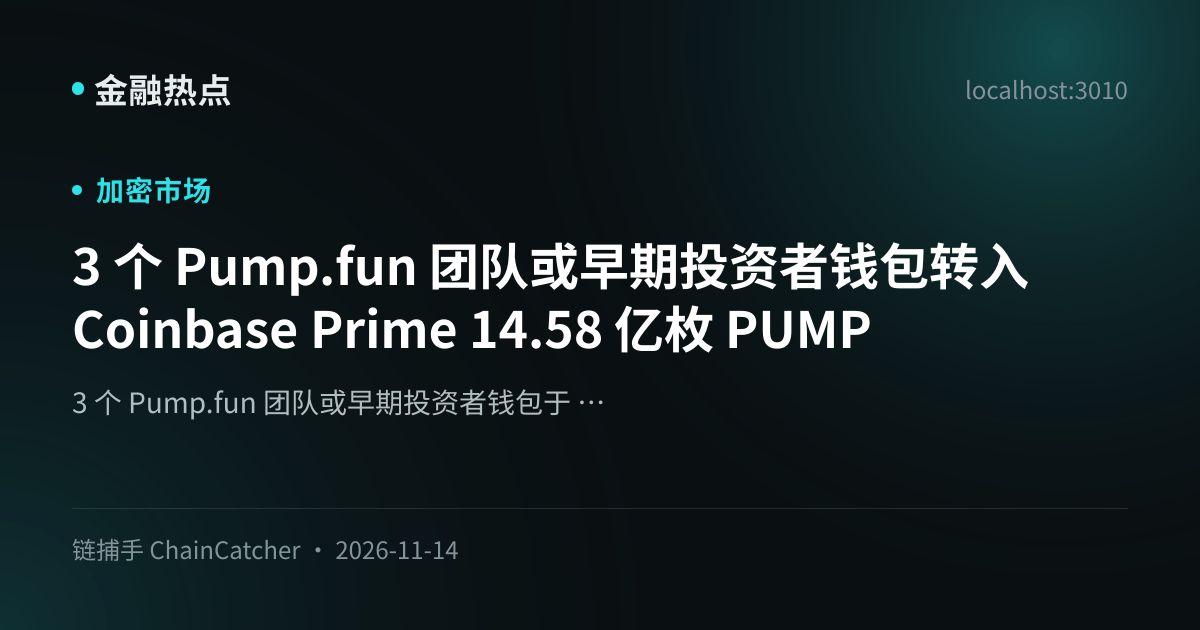 金融热点
localhost:3010
加密市场
3 个 Pump.fun 团队或早期投资者钱包转入
Coinbase Prime 14.58 亿枚 PUMP
3 个 Pump.fun 团队或早期投资者钱包于 …
链捕手 ChainCatcher · 2026-11-14